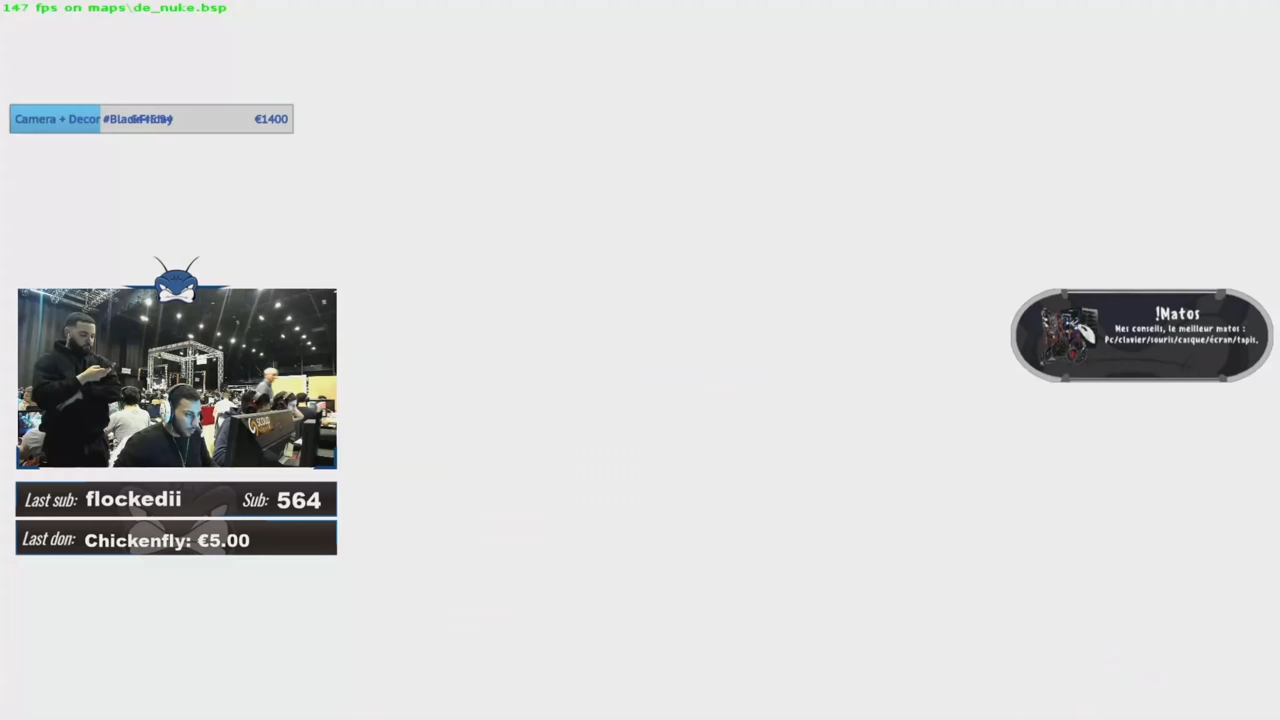 147 fps on maps\de_nuke.bsp
Camera + Decor €1400
!Matos
Mes conseils, le meilleur matos :
Pc/clavier/souris/casque/écran/tapis.
Last sub: flockedii Sub: 564
Last don: Chickenfly: €5.00